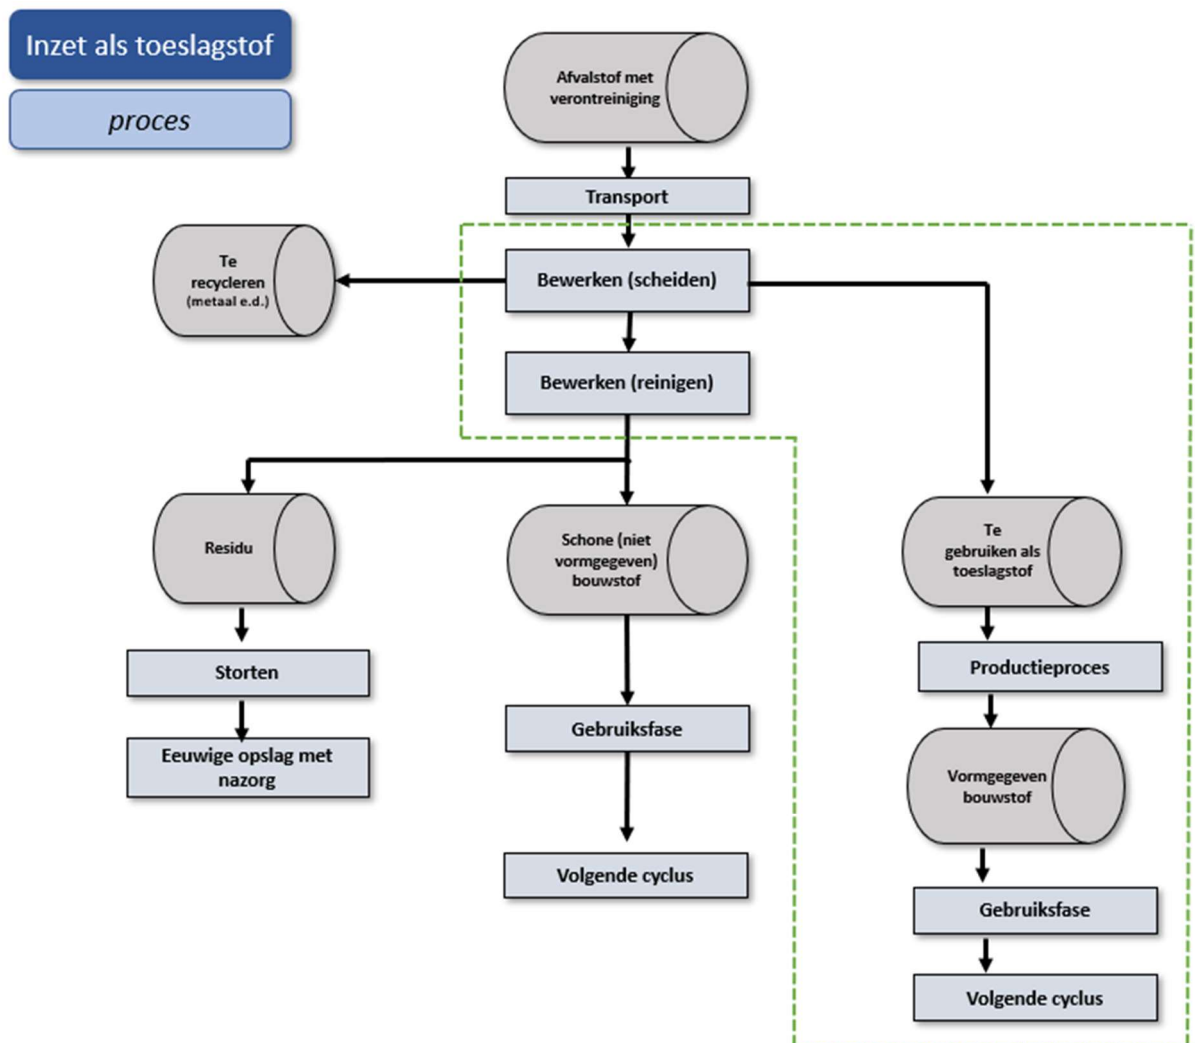 Inzet als toeslagstof
proces
Afvalstof met
verontreiniging
Transport
Te
recycleren
(metaal e.d.)
Bewerken (scheiden)
Bewerken (reinigen)
Residu
Schone (niet
vormgegeven)
bouwstof
Te
gebruiken als
toeslagstof
Storten
Productieproces
Eeuwige opslag met
nazorg
Gebruiksfase
Vormgegeven
bouwstof
Volgende cyclus
Gebruiksfase
Volgende cyclus